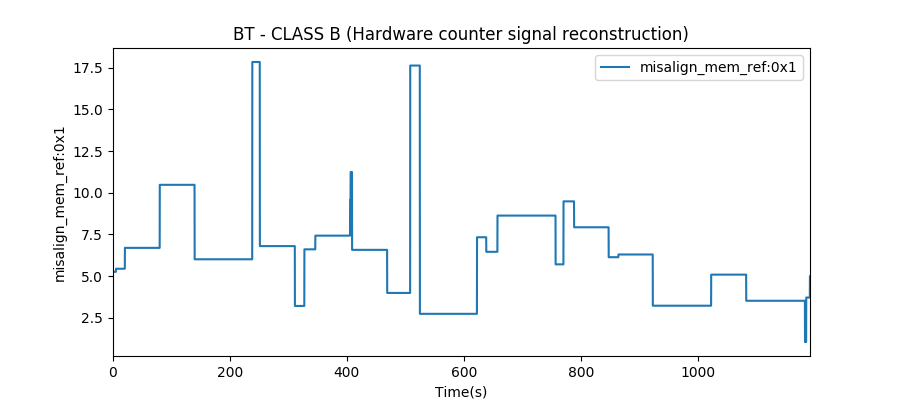 BT - CLASS B (Hardware counter signal reconstruction)
misalign_mem_ref:0x1
misalign_mem_ref:0x1
17.5
15.0
12.5
10.0
7.5
5.0
2.5
0 200 400 600 800 1000
Time(s)